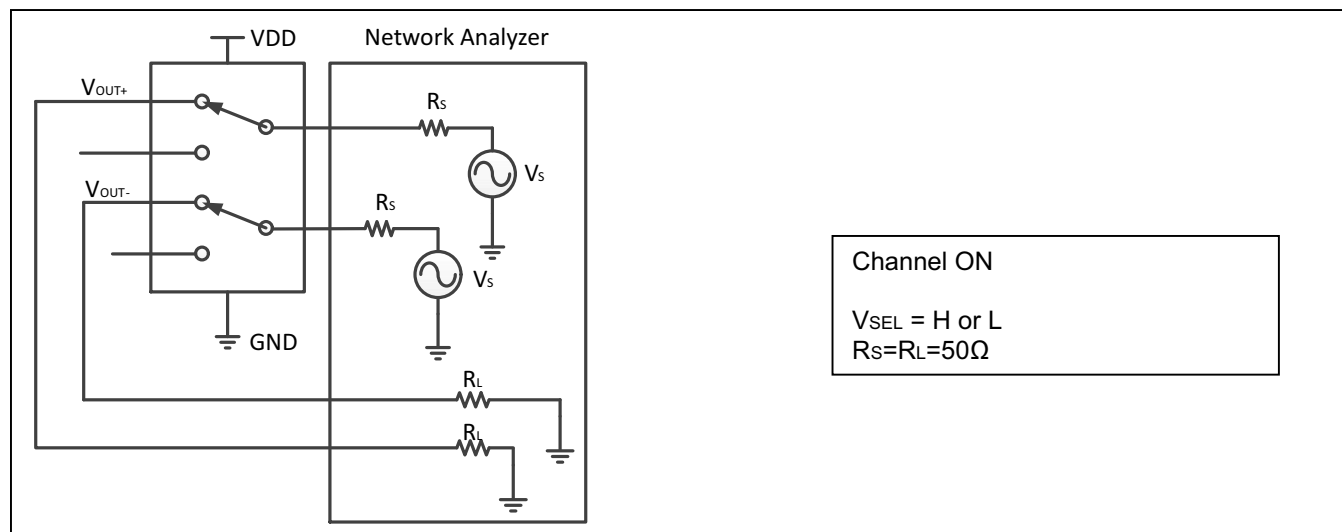 VDD
Network Analyzer
VOUT+
RS
VS
VOUT-
RS
VS
GND
RL
RL
Channel ON
VSEL = H or L
RS=RL=50Ω